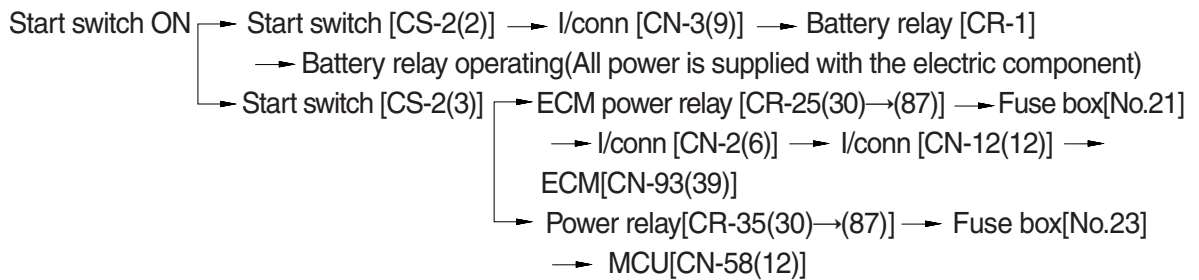 Start switch ON → Start switch [CS-2(2)] → I/conn [CN-3(9)] → Battery relay [CR-1]
→ Battery relay operating(All power is supplied with the electric component)
→ Start switch [CS-2(3)] → ECM power relay [CR-25(30)→(87)] → Fuse box[No.21]
→ I/conn [CN-2(6)] → I/conn [CN-12(12)] →
ECM[CN-93(39)]
→ Power relay[CR-35(30)→(87)] → Fuse box[No.23]
→ MCU[CN-58(12)]